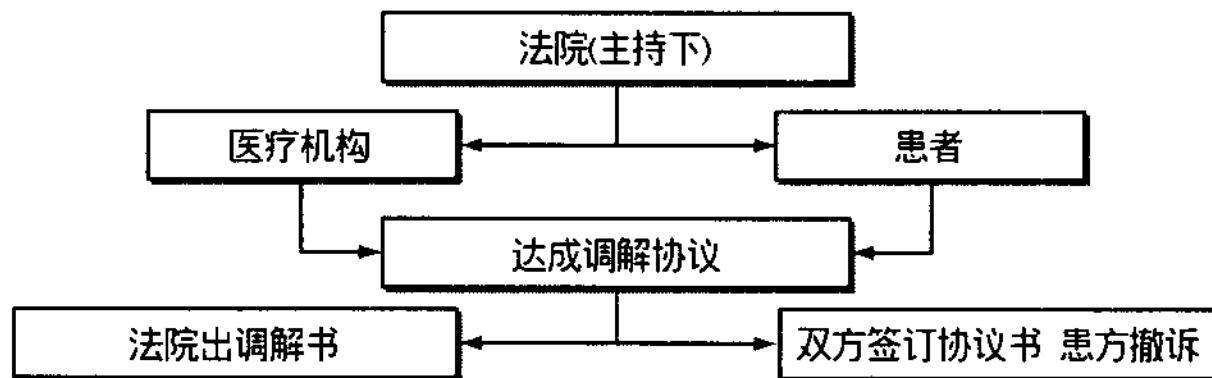 法院(主持下)
医疗机构
患者
达成调解协议
法院出调解书
双方签订协议书 患方撤诉